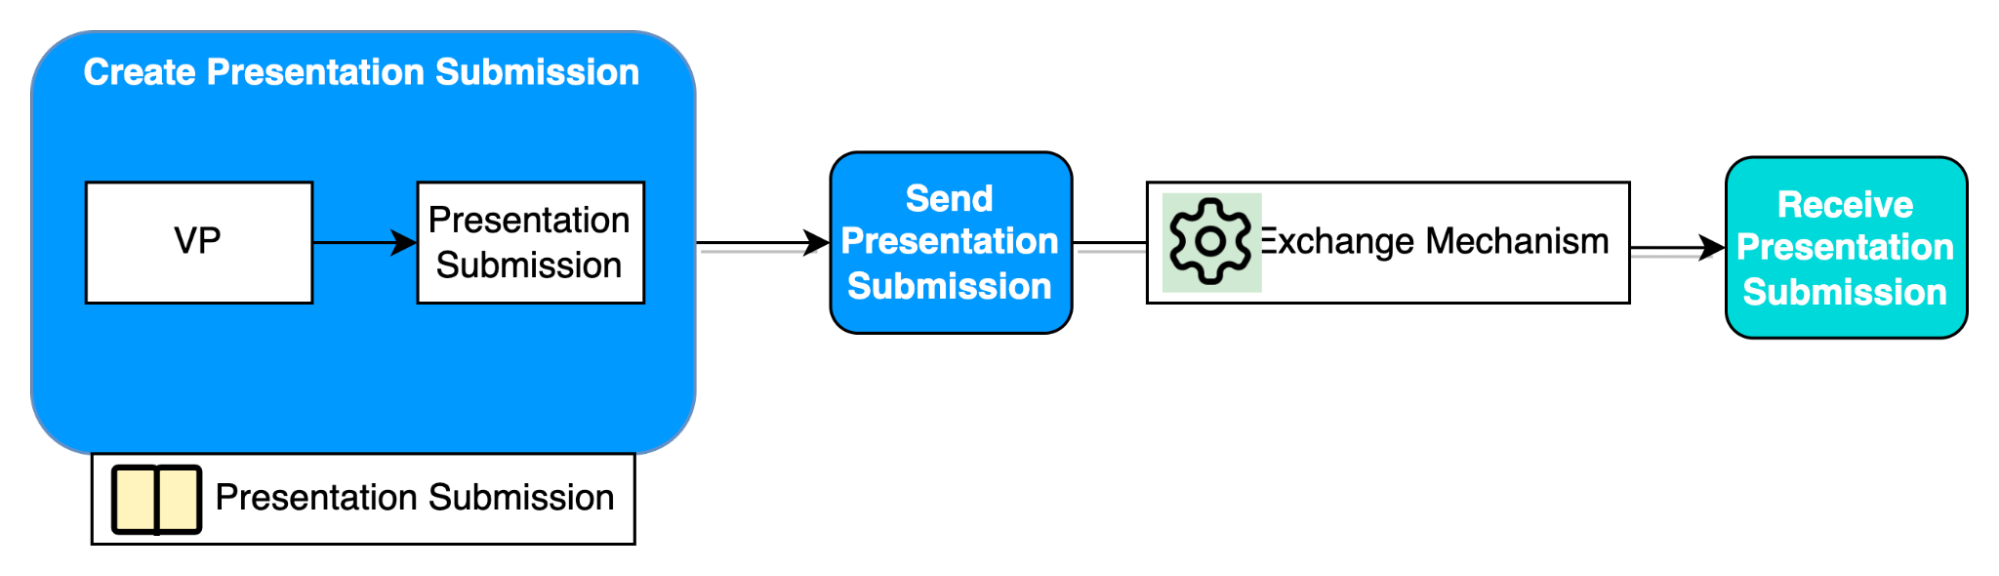 Create Presentation Submission
VP
Presentation
Submission
Presentation Submission
Send
Presentation
Submission
Exchange Mechanism
Receive
Presentation
Submission